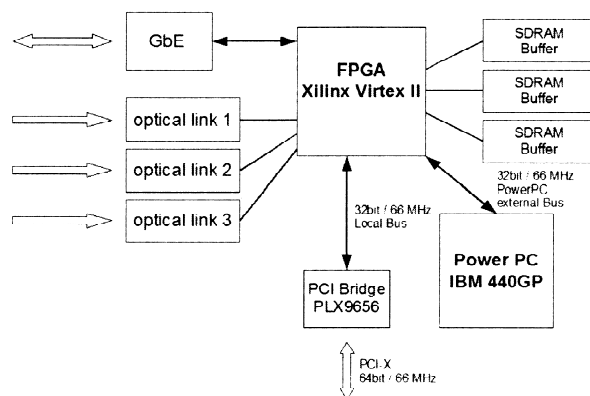 GbE
FPGA
Xilinx Virtex II
SDRAM
Buffer
SDRAM
Buffer
SDRAM
Buffer
optical link 1
optical link 2
optical link 3
32bit / 66 MHz
PowerPC
external Bus
32bit / 66 MHz
Local Bus
Power PC
IBM 440GP
PCI Bridge
PLX9656
PCI-X
64bit / 66 MHz